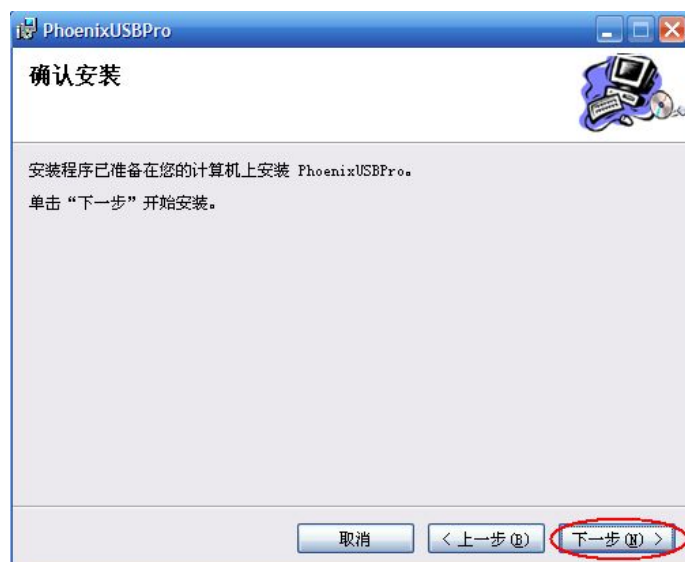 PhoenixUSBPro
确认安装
安装程序已准备在您的计算机上安装 PhoenixUSBPro。
单击“下一步”开始安装。
取消
< 上一步(B)
下一步(N) >